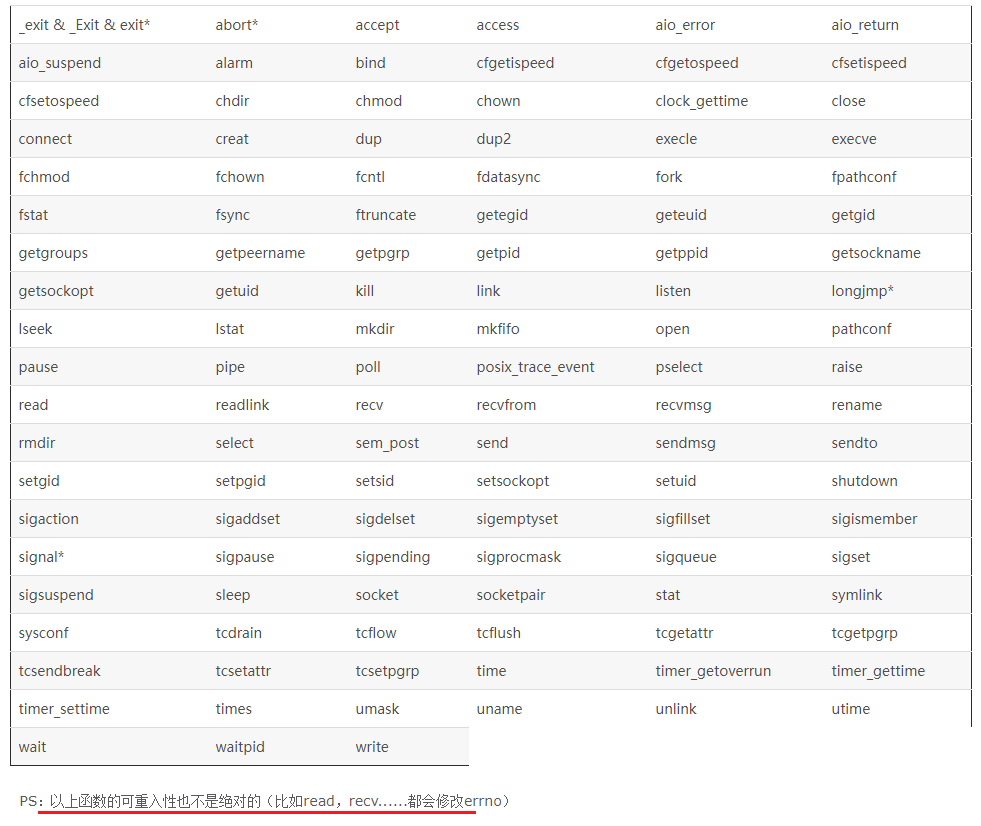 _exit & _Exit & exit* abort* accept access aio_error aio_return
aio_suspend alarm bind cfgetispeed cfgetospeed cfsetispeed
cfsetospeed chdir chmod chown clock_gettime close
connect creat dup dup2 execle execve
fchmod fchown fcntl fdatasync fork fpathconf
fstat fsync ftruncate getegid geteuid getgid
getgroups getpeername getpgrp getpid getppid getsockname
getsockopt getuid kill link listen longjmp*
lseek lstat mkdir mkfifo open pathconf
pause pipe poll posix_trace_event pselect raise
read readlink recv recvfrom recvmsg rename
rmdir select sem_post send sendmsg sendto
setgid setpgid setsid setsockopt setuid shutdown
sigaction sigaddset sigdelset sigemptyset sigfillset sigismember
signal* sigpause sigpending sigprocmask sigqueue sigset
sigsuspend sleep socket socketpair stat symlink
sysconf tcdrain tcflow tcflush tcgetattr tcgetpgrp
tcsendbreak tcsetattr tcsetpgrp time timer_getoverrun timer_gettime
timer_settime times umask uname unlink utime
wait waitpid write
PS：以上函数的可重入性也不是绝对的（比如read，recv……都会修改errno）